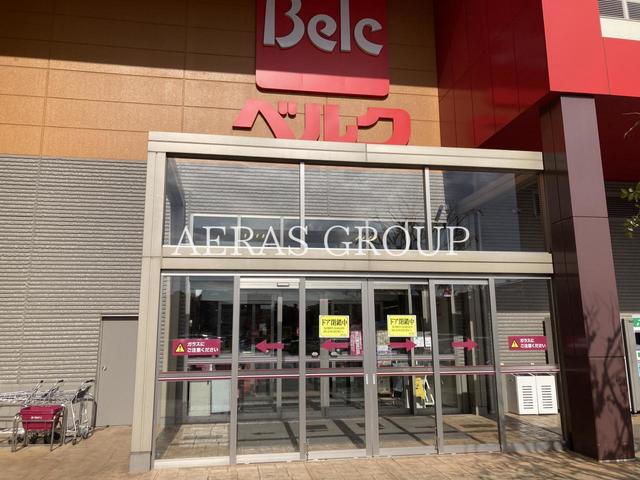 Belc
ベルク
AERAS GROUP
ドア開放中
ドア開放中
ガラスに
ご注意ください
ガラスに
ご注意ください